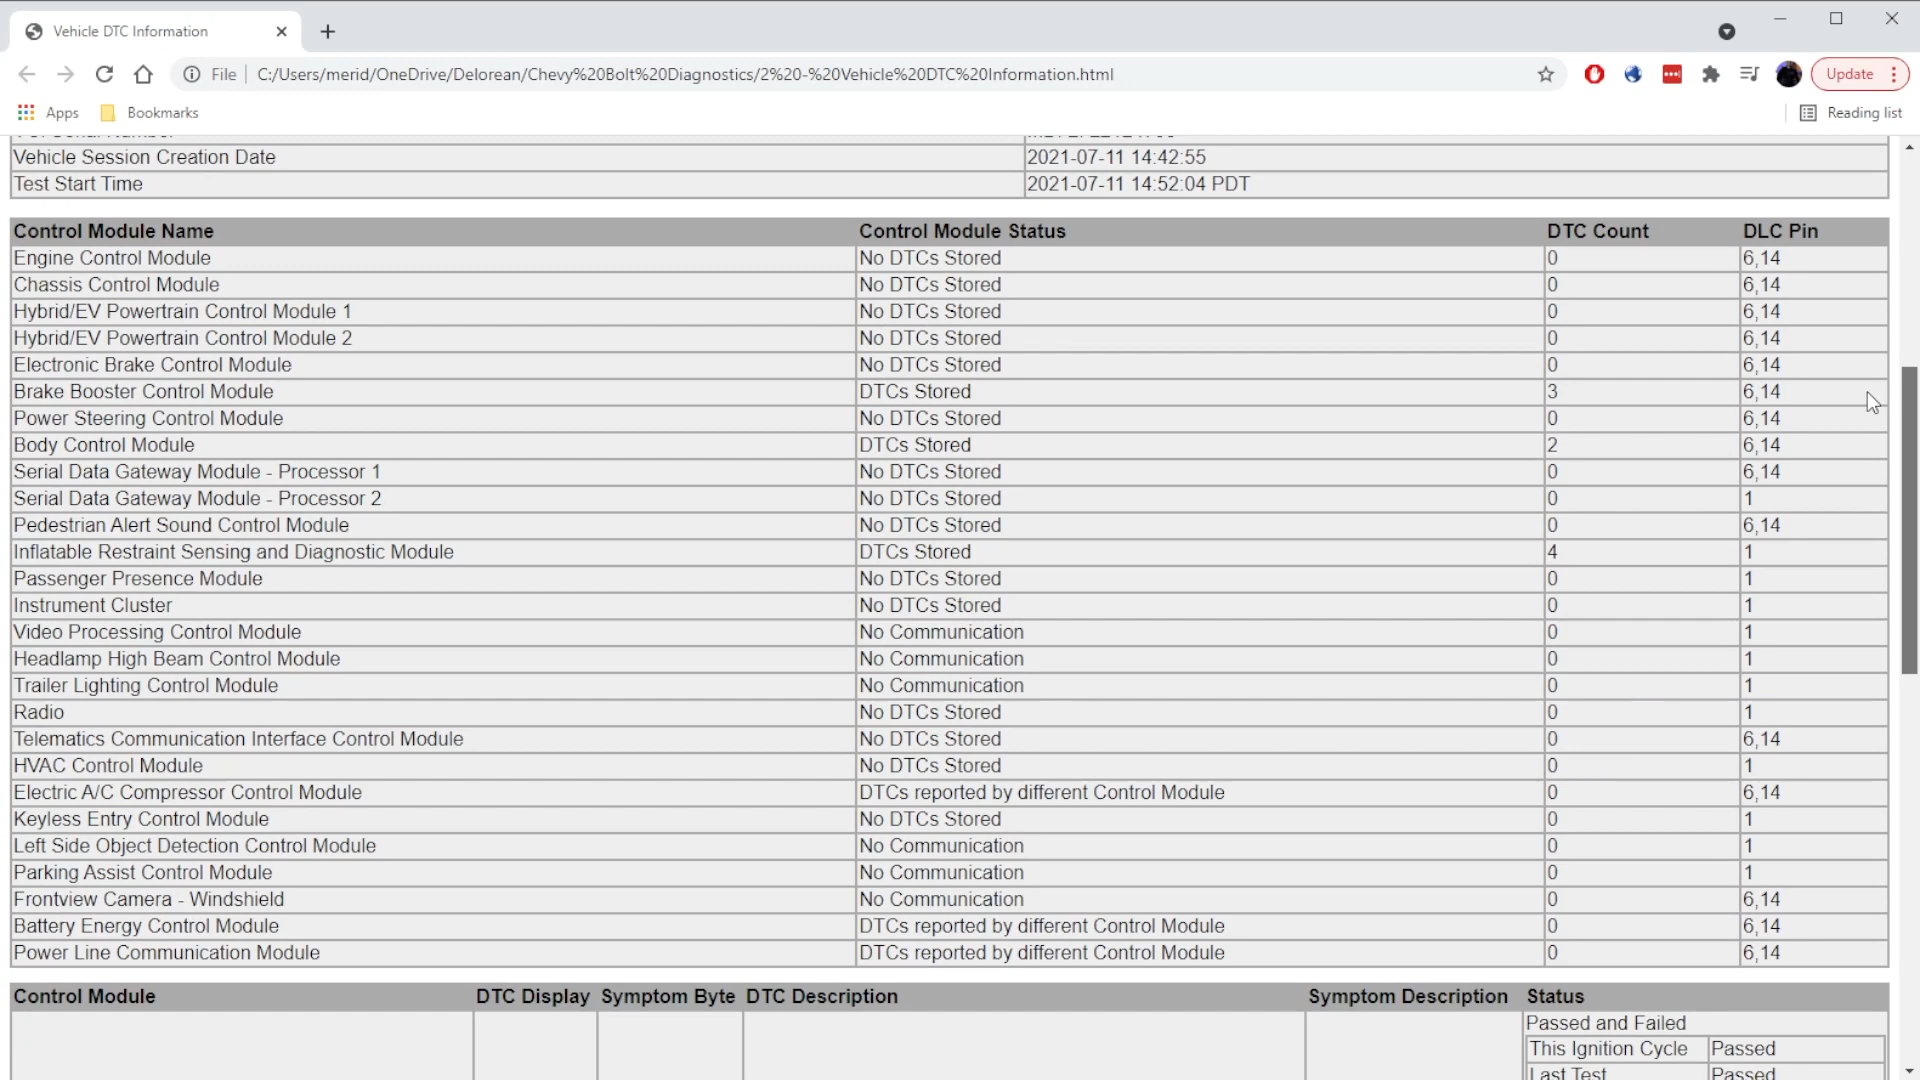 Vehicle DTC Information
File C:/Users/merid/OneDrive/Delorean/Chevy%20Bolt%20Diagnostics/2%20-%20Vehicle%20DTC%20Information.html
Update
Apps Bookmarks Reading list
Vehicle Session Creation Date 2021-07-11 14:42:55
Test Start Time 2021-07-11 14:52:04 PDT
Control Module Name Control Module Status DTC Count DLC Pin
Engine Control Module No DTCs Stored 0 6,14
Chassis Control Module No DTCs Stored 0 6,14
Hybrid/EV Powertrain Control Module 1 No DTCs Stored 0 6,14
Hybrid/EV Powertrain Control Module 2 No DTCs Stored 0 6,14
Electronic Brake Control Module No DTCs Stored 0 6,14
Brake Booster Control Module DTCs Stored 3 6,14
Power Steering Control Module No DTCs Stored 0 6,14
Body Control Module DTCs Stored 2 6,14
Serial Data Gateway Module - Processor 1 No DTCs Stored 0 6,14
Serial Data Gateway Module - Processor 2 No DTCs Stored 0 1
Pedestrian Alert Sound Control Module No DTCs Stored 0 6,14
Inflatable Restraint Sensing and Diagnostic Module DTCs Stored 4 1
Passenger Presence Module No DTCs Stored 0 1
Instrument Cluster No DTCs Stored 0 1
Video Processing Control Module No Communication 0 1
Headlamp High Beam Control Module No Communication 0 1
Trailer Lighting Control Module No Communication 0 1
Radio No DTCs Stored 0 1
Telematics Communication Interface Control Module No DTCs Stored 0 6,14
HVAC Control Module No DTCs Stored 0 1
Electric A/C Compressor Control Module DTCs reported by different Control Module 0 6,14
Keyless Entry Control Module No DTCs Stored 0 1
Left Side Object Detection Control Module No Communication 0 1
Parking Assist Control Module No Communication 0 1
Frontview Camera - Windshield No Communication 0 6,14
Battery Energy Control Module DTCs reported by different Control Module 0 6,14
Power Line Communication Module DTCs reported by different Control Module 0 6,14
Control Module DTC Display Symptom Byte DTC Description Symptom Description Status
Passed and Failed
This Ignition Cycle Passed
Last Test Passed